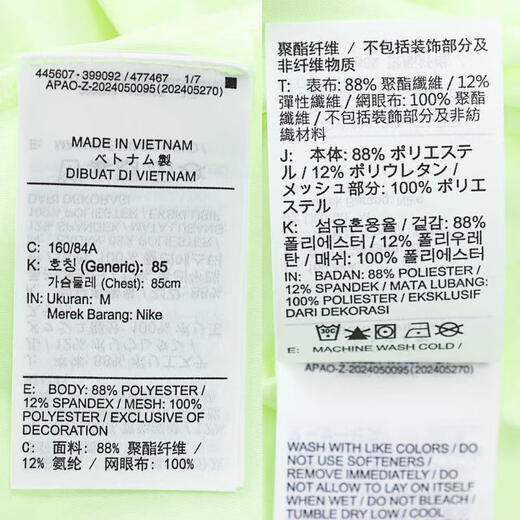 445607-399092 / 477467 1/7
APAO-Z-2024050095(202405270)
MADE IN VIETNAM
ベトナム製
DIBUAT DI VIETNAM
C: 160/84A
K: 호칭 (Generic): 85
가슴둘레 (Chest): 85cm
IN: Ukuran: M
Merek Barang: Nike
E: BODY: 88% POLYESTER /
12% SPANDEX / MESH: 100%
POLYESTER / EXCLUSIVE OF
DECORATION
C: 面料: 88% 聚酯纤维 /
12% 氨纶 / 网眼布: 100%
聚酯纤维 / 不包括装饰部分及
非纤维物质
T: 表布: 88% 聚酯纖維 / 12%
彈性纖維 / 網眼布: 100% 聚酯
纖維 / 不包括裝飾部分及非紡
織材料
J: 本体: 88% ポリエステ
ル / 12% ポリウレタン /
メッシュ部分: 100% ポリエ
ステル
K: 섬유혼용율 / 겉감: 88%
폴리에스터 / 12% 폴리우레
탄 / 매쉬: 100% 폴리에스터
IN: BADAN: 88% POLIESTER /
12% SPANDEK / MATA LUBANG:
100% POLIESTER / EKSKLUSIF
DARI DEKORASI
E: MACHINE WASH COLD /
APAO-Z-2024050095(202405270)
WASH WITH LIKE COLORS / DO
NOT USE SOFTENERS /
REMOVE IMMEDIATELY / DO
NOT ALLOW TO LAY ON ITSELF
WHEN WET / DO NOT BLEACH /
TUMBLE DRY LOW / COOL